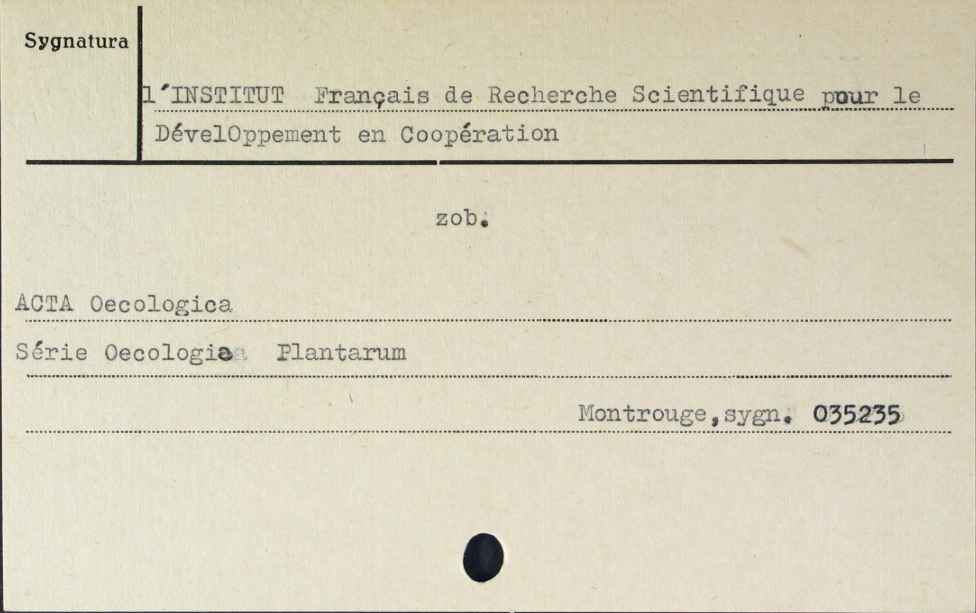 Sygnatura
l'INSTITUT Français de Recherche Scientifique pour le
DévelOppement en Coopération
zob.
ACTA Oecologica
Série Oecologia Plantarum
Montrouge,sygn. 035235